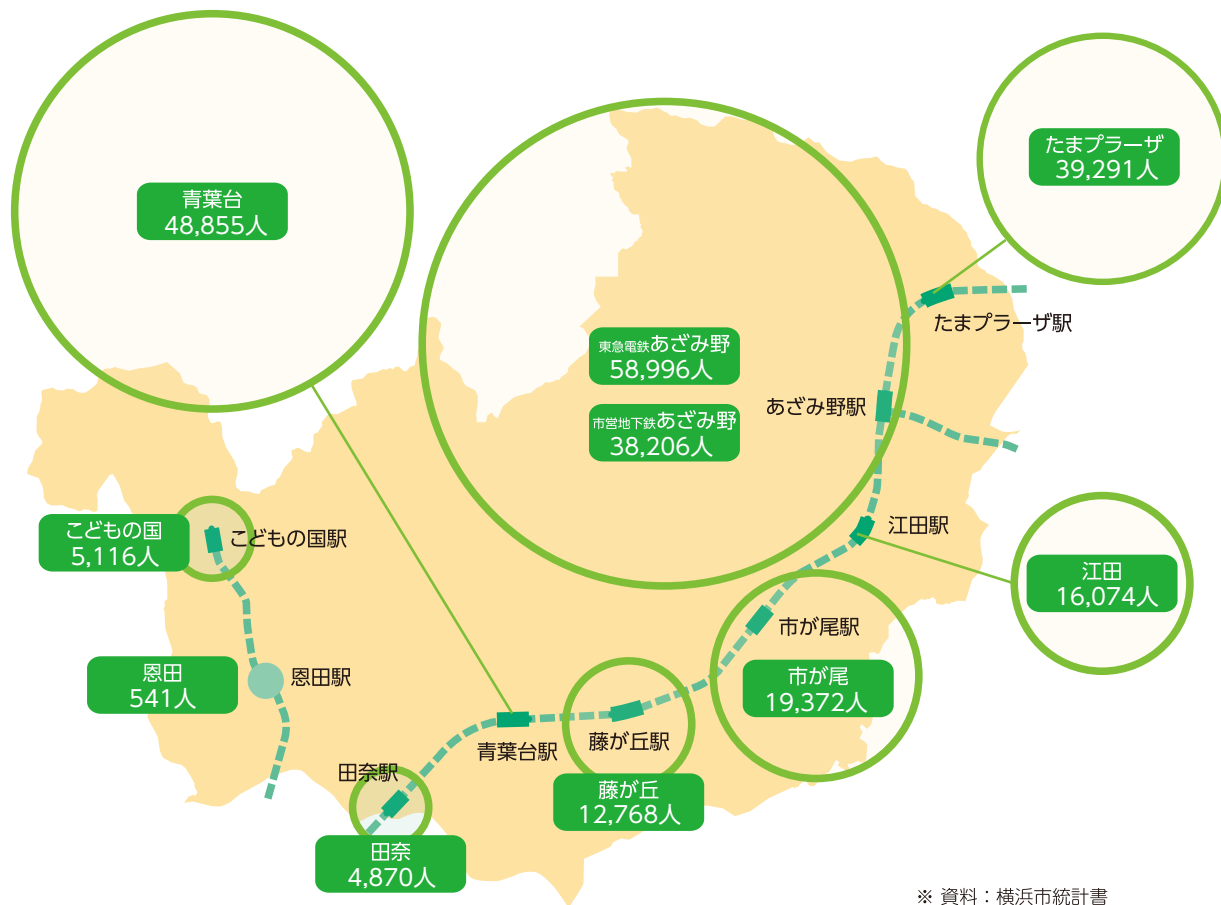 青葉台
48,855人
たまプラーザ
39,291人
たまプラーザ駅
東急電鉄あざみ野
58,996人
市営地下鉄あざみ野
38,206人
あざみ野駅
江田駅
江田
16,074人
こどもの国
5,116人
こどもの国駅
市が尾駅
市が尾
19,372人
恩田
541人
恩田駅
青葉台駅
藤が丘駅
藤が丘
12,768人
田奈駅
田奈
4,870人
※ 資料：横浜市統計書